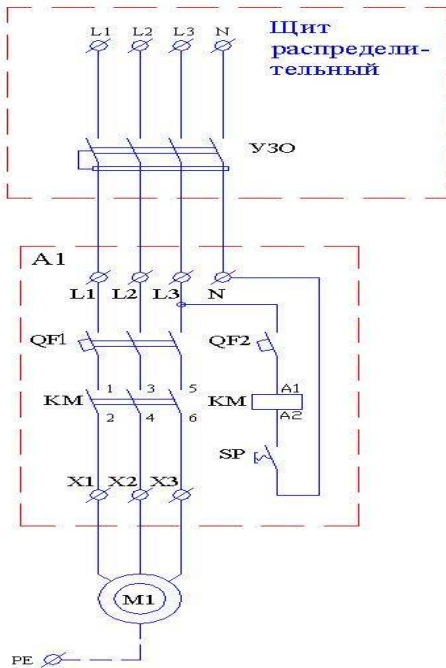 L1 L2 L3 N
Щит
распредели-
тельный
УЗО
A1
L1 L2 L3 N
QF1
QF2
KM
1 3 5
2 4 6
KM
A1
A2
SP
X1 X2 X3
M1
PE